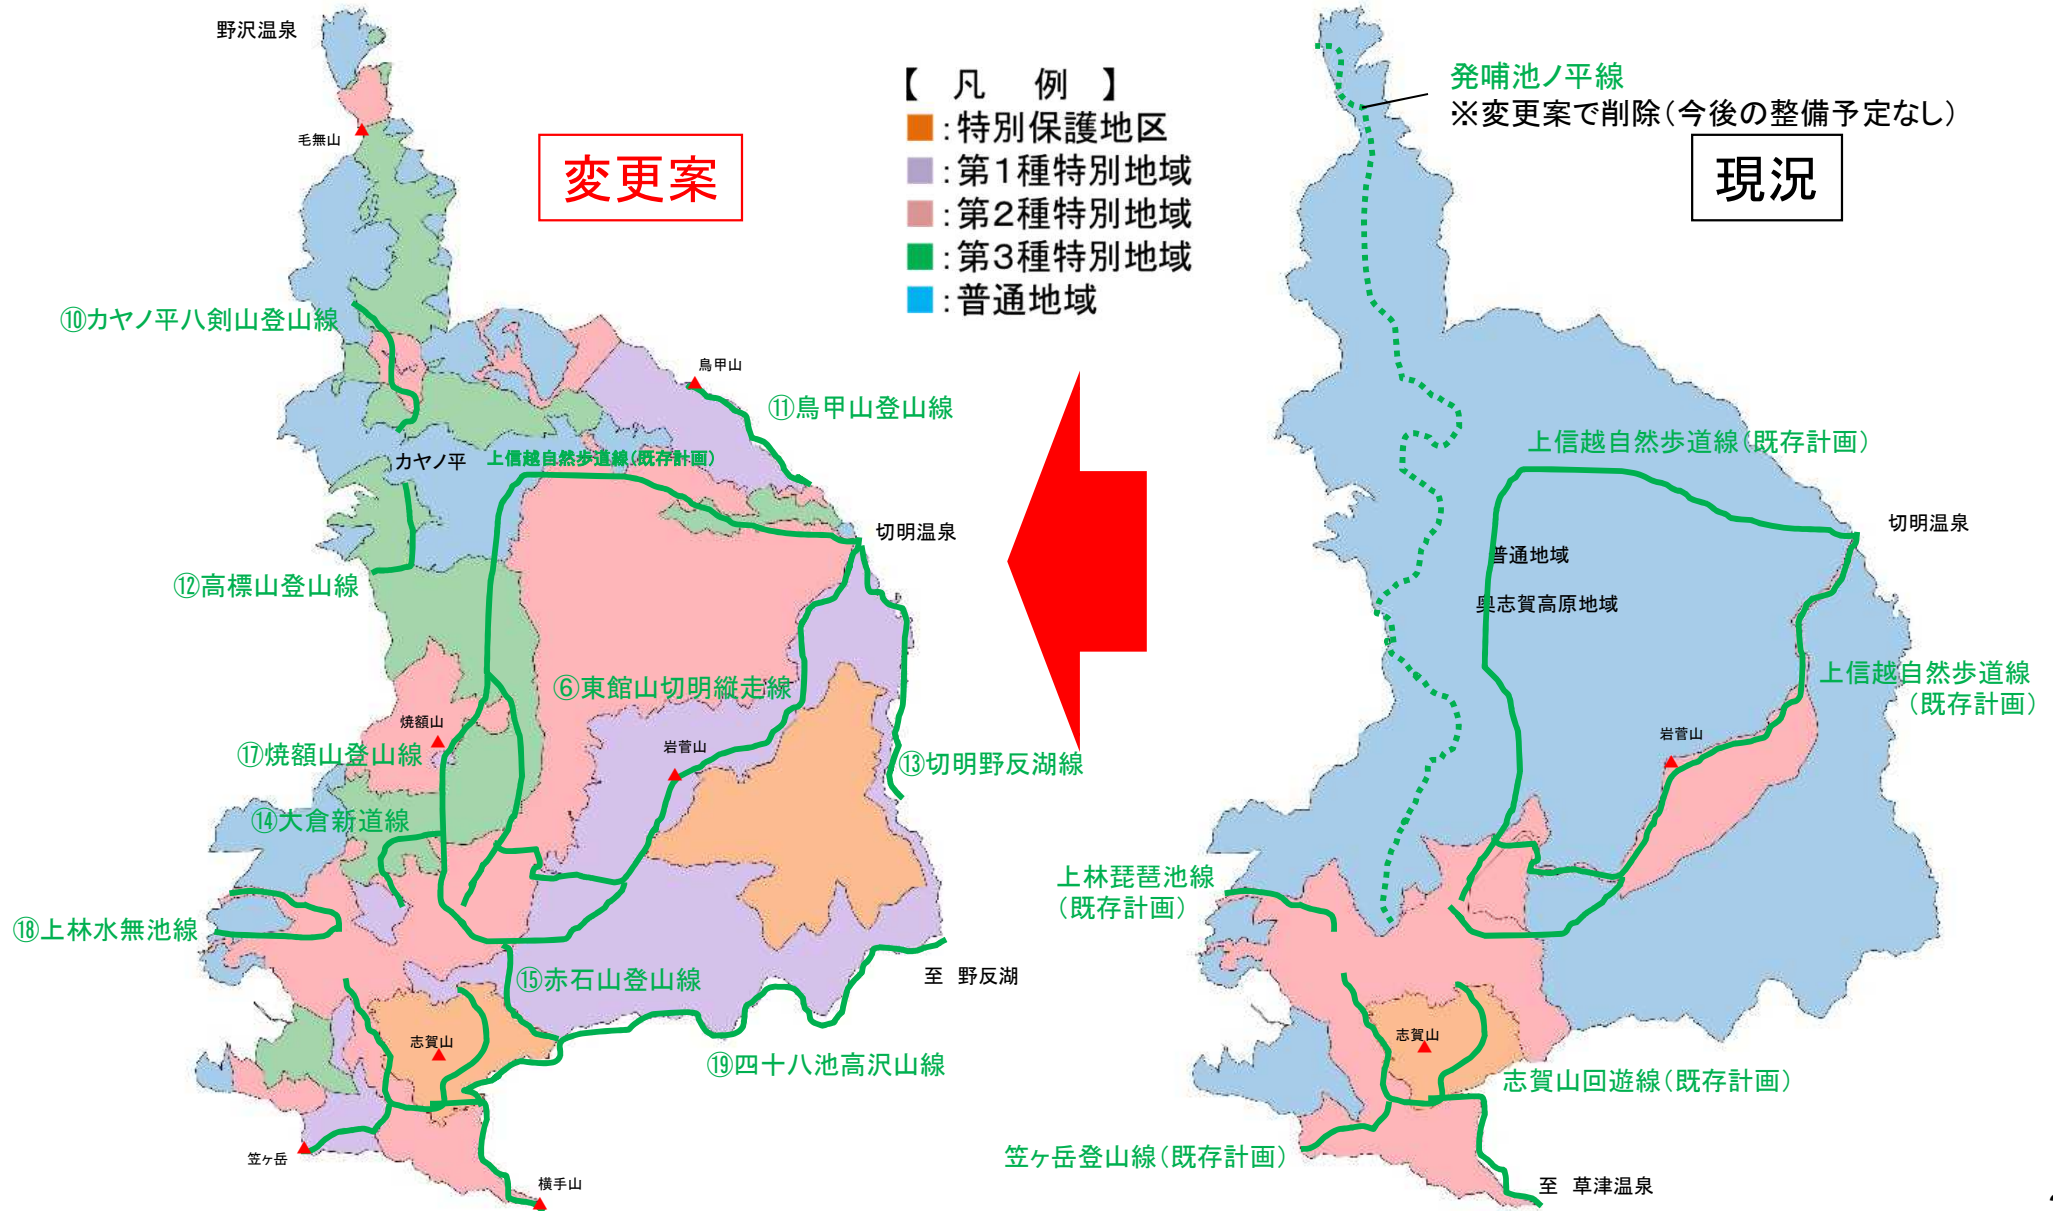 野沢温泉
毛無山
変更案
【 凡 例 】
：特別保護地区
：第１種特別地域
：第２種特別地域
：第３種特別地域
：普通地域
⑩カヤノ平八剣山登山線
鳥甲山
⑪鳥甲山登山線
カヤノ平
上信越自然歩道線（既存計画）
切明温泉
⑫高標山登山線
⑥東館山切明縦走線
焼額山
岩菅山
⑰焼額山登山線
⑬切明野反湖線
⑭大倉新道線
⑱上林水無池線
⑮赤石山登山線
至 野反湖
志賀山
⑲四十八池高沢山線
笠ヶ岳
横手山
発哺池ノ平線
※変更案で削除（今後の整備予定なし）
現況
上信越自然歩道線（既存計画）
切明温泉
普通地域
奥志賀高原地域
上信越自然歩道線
（既存計画）
岩菅山
上林琵琶池線
（既存計画）
志賀山
志賀山回遊線（既存計画）
笠ヶ岳登山線（既存計画）
至 草津温泉